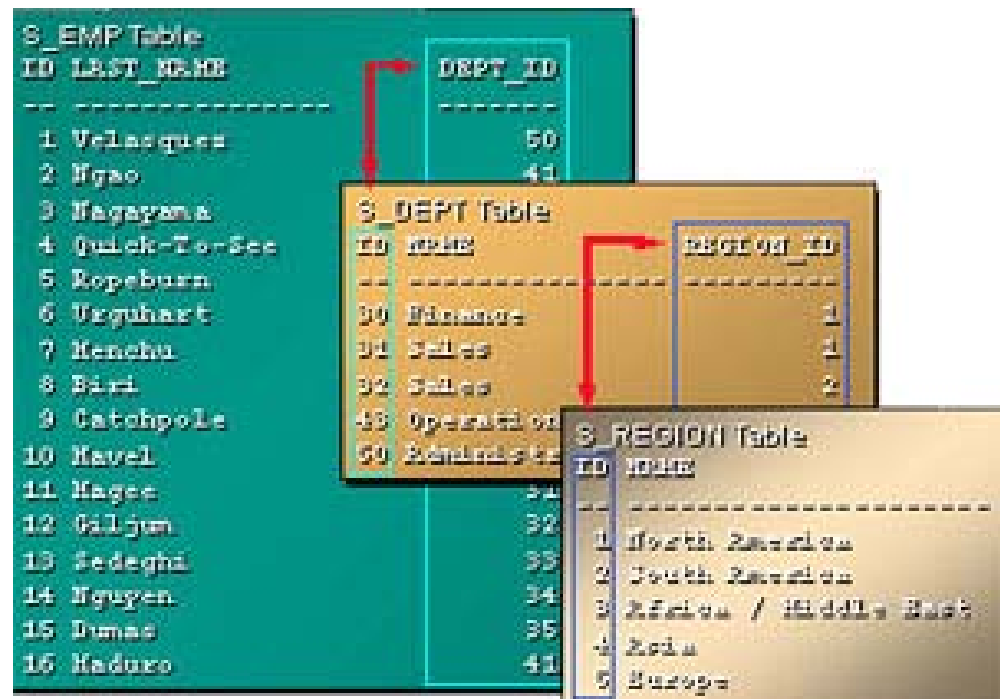 S_EMP Table
ID LAST_NAME DEPT_ID
-- --------------- -------
1 Velasquez 50
2 Ngao 41
3 Nagayama
4 Quick-To-See
5 Ropeburn
6 Urguhart
7 Menchu
8 Biri
9 Catchpole
10 Havel
11 Magee 31
12 Giljum 32
13 Sedeghi 33
14 Nguyen 34
15 Dumas 35
16 Maduro 41
S_DEPT Table
ID NAME REGION_ID
-- --------------- ---------
30 Finance 1
31 Sales 1
32 Sales 2
43 Operation
50 Administr
S_REGION Table
ID NAME
-- ---------------------
1 North America
2 South America
3 Africa / Middle East
4 Asia
5 Europe